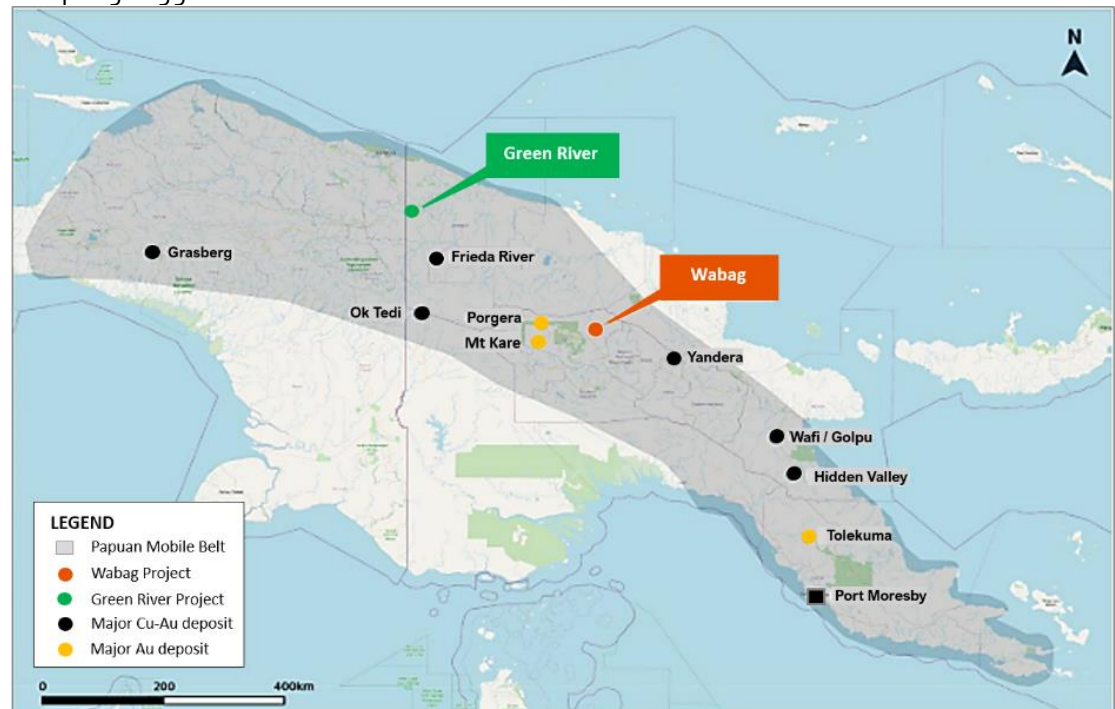 N
Green River
Grasberg
Frieda River
Wabag
Ok Tedi
Porgera
Mt Kare
Yandera
Wafi / Golpu
Hidden Valley
Tolekuma
Port Moresby
LEGEND
Papuan Mobile Belt
Wabag Project
Green River Project
Major Cu-Au deposit
Major Au deposit
0 200 400km